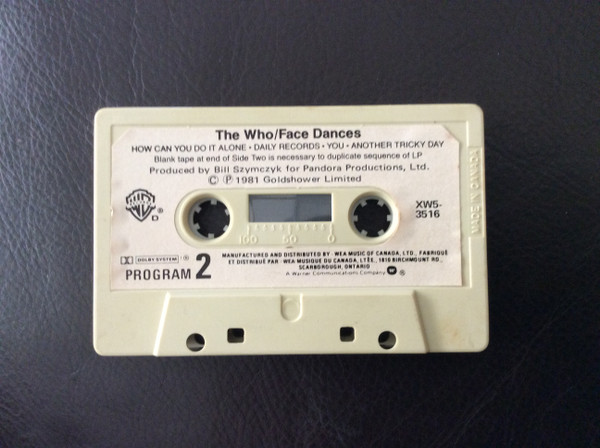 The Who/Face Dances
HOW CAN YOU DO IT ALONE • DAILY RECORDS • YOU • ANOTHER TRICKY DAY
Blank tape at end of Side Two is necessary to duplicate sequence of LP
Produced by Bill Szymczyk for Pandora Productions, Ltd.
© ℗ 1981 Goldshower Limited
WB
D
XW5-
3516
100 50 0
DOLBY SYSTEM ®
PROGRAM 2
MANUFACTURED AND DISTRIBUTED BY WEA MUSIC OF CANADA, LTD., FABRIQUÉ
ET DISTRIBUÉ PAR WEA MUSIQUE DU CANADA, LTÉE., 1810 BIRCHMOUNT RD.,
SCARBOROUGH, ONTARIO
A Warner Communications Company ®
MADE IN CANADA